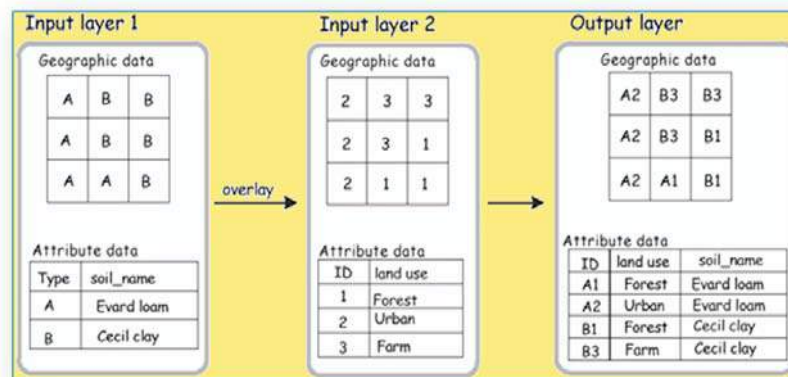 Input layer 1
Geographic data
A B B
A B B
A A B
Attribute data
Type soil_name
A Evard loam
B Cecil clay
overlay
Input layer 2
Geographic data
2 3 3
2 3 1
2 1 1
Attribute data
ID land use
1 Forest
2 Urban
3 Farm
Output layer
Geographic data
A2 B3 B3
A2 B3 B1
A2 A1 B1
Attribute data
ID land use soil_name
A1 Forest Evard loam
A2 Urban Evard loam
B1 Forest Cecil clay
B3 Farm Cecil clay